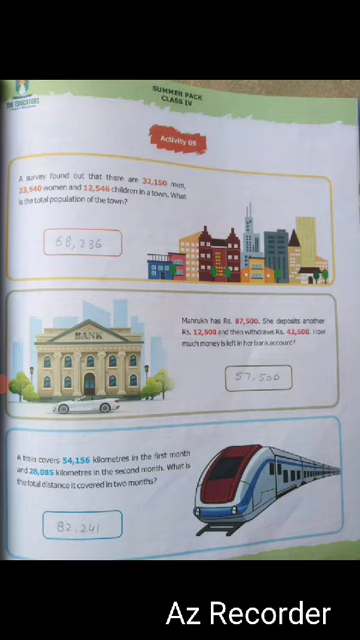 THE EDUCATORS
SUMMER PACK
CLASS IV
Activity 06
A survey found out that there are 32,150 men,
23,540 women and 12,546 children in a town. What
is the total population of the town?
68,236
BANK
Mahrukh has Rs. 87,500. She deposits another
Rs. 12,500 and then withdraws Rs. 42,500. How
much money is left in her bank account?
57,500
A train covers 54,156 kilometres in the first month
and 28,085 kilometres in the second month. What is
the total distance it covered in two months?
82,241
Az Recorder